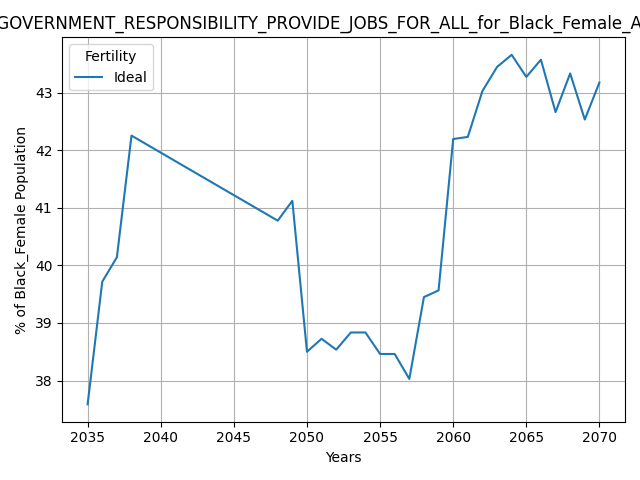 GOVERNMENT_RESPONSIBILITY_PROVIDE_JOBS_FOR_ALL_for_Black_Female_A
Fertility
Ideal
% of Black_Female Population
43
42
41
40
39
38
2035 2040 2045 2050 2055 2060 2065 2070
Years